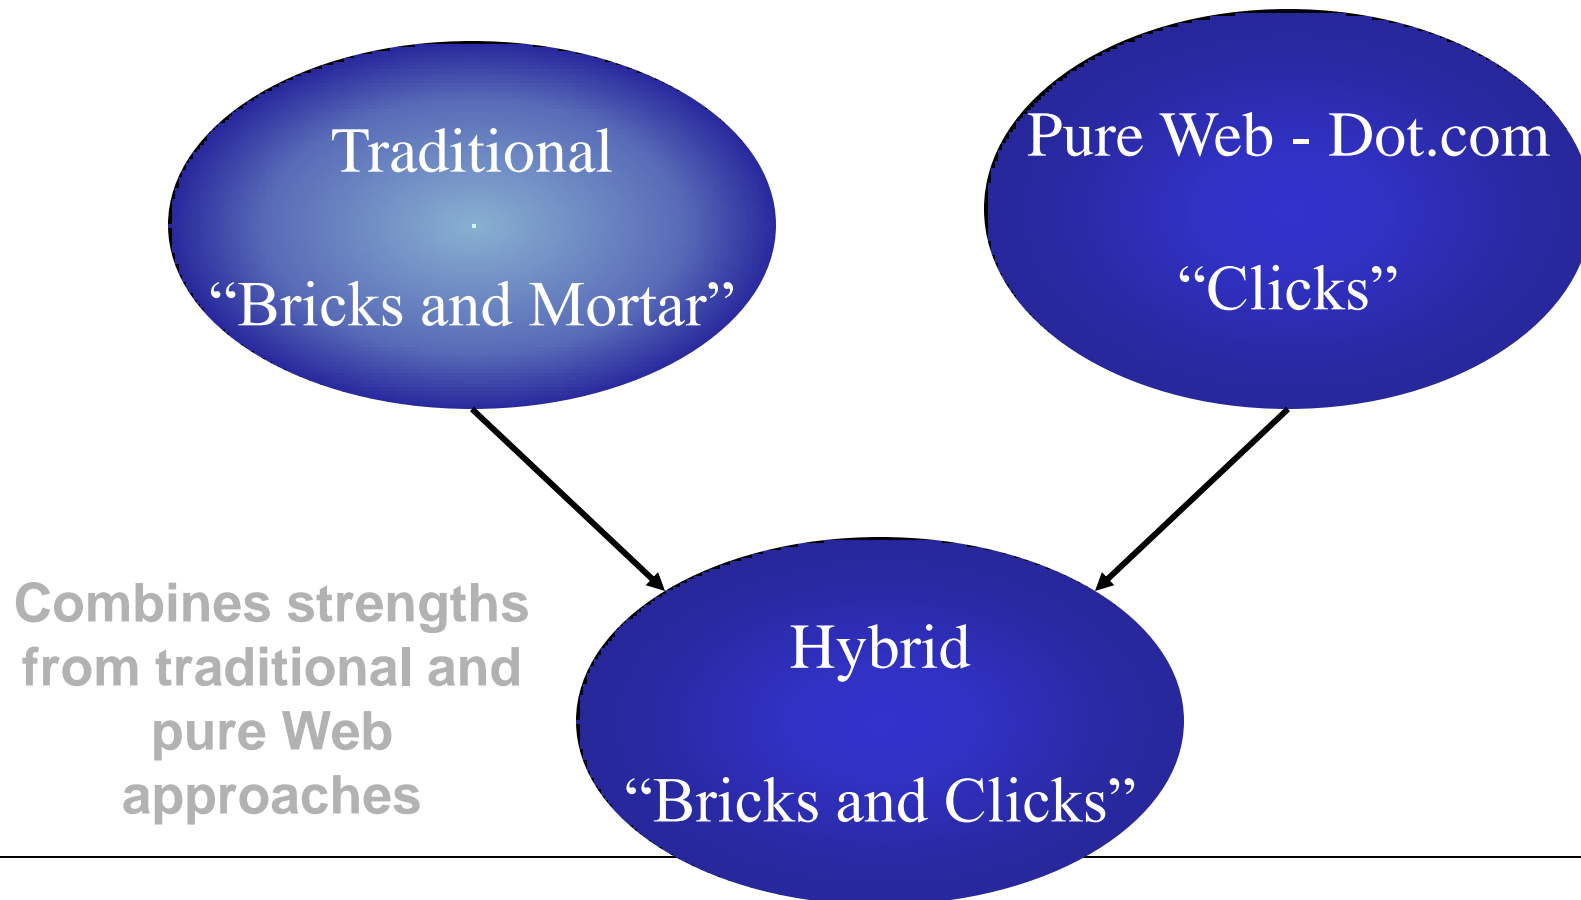 Traditional
“Bricks and Mortar”
Pure Web - Dot.com
“Clicks”
Combines strengths
from traditional and
pure Web
approaches
Hybrid
“Bricks and Clicks”